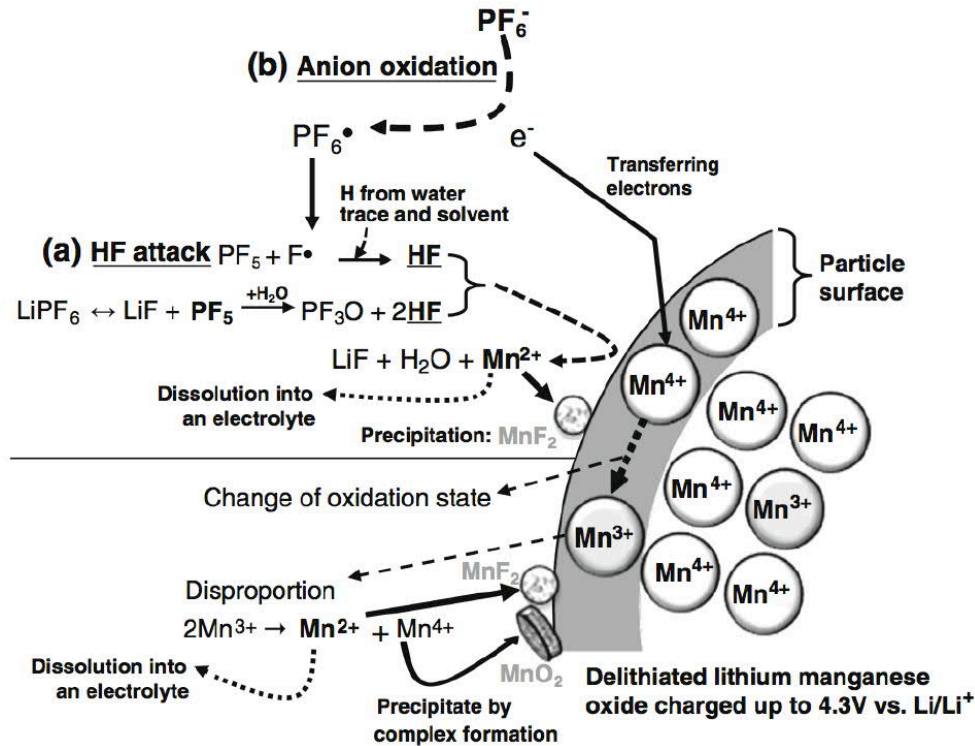 PF₆⁻
(b) Anion oxidation
PF₆•
e⁻
Transferring
electrons
H from water
trace and solvent
(a) HF attack PF₅ + F• HF
LiPF₆ ↔ LiF + PF₅ +H₂O PF₃O + 2HF
Particle
surface
Mn⁴⁺
Mn⁴⁺
Mn⁴⁺
Mn⁴⁺
LiF + H₂O + Mn²⁺
Dissolution into
an electrolyte
Precipitation: MnF₂
Change of oxidation state
Mn⁴⁺
Mn³⁺
Mn³⁺
Mn⁴⁺
Mn⁴⁺
MnF₂
Disproportion
2Mn³⁺ → Mn²⁺ + Mn⁴⁺
Dissolution into
an electrolyte
MnO₂
Precipitate by
complex formation
Delithiated lithium manganese
oxide charged up to 4.3V vs. Li/Li⁺